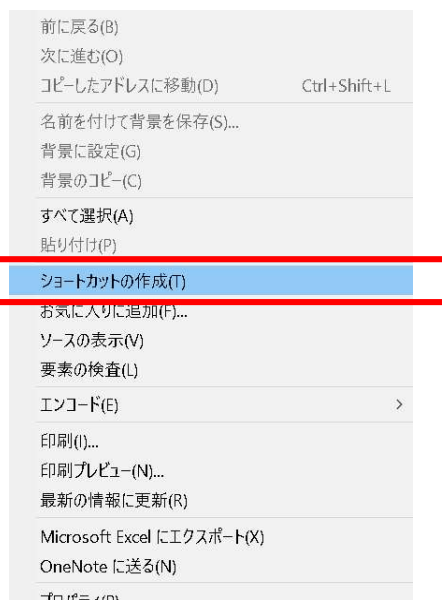 前に戻る(B)
次に進む(O)
コピーしたアドレスに移動(D) Ctrl+Shift+L
名前を付けて背景を保存(S)...
背景に設定(G)
背景のコピー(C)
すべて選択(A)
貼り付け(P)
ショートカットの作成(T)
お気に入りに追加(F)...
ソースの表示(V)
要素の検査(L)
エンコード(E) >
印刷(I)...
印刷プレビュー(N)...
最新の情報に更新(R)
Microsoft Excel にエクスポート(X)
OneNote に送る(N)
プロパティ(P)